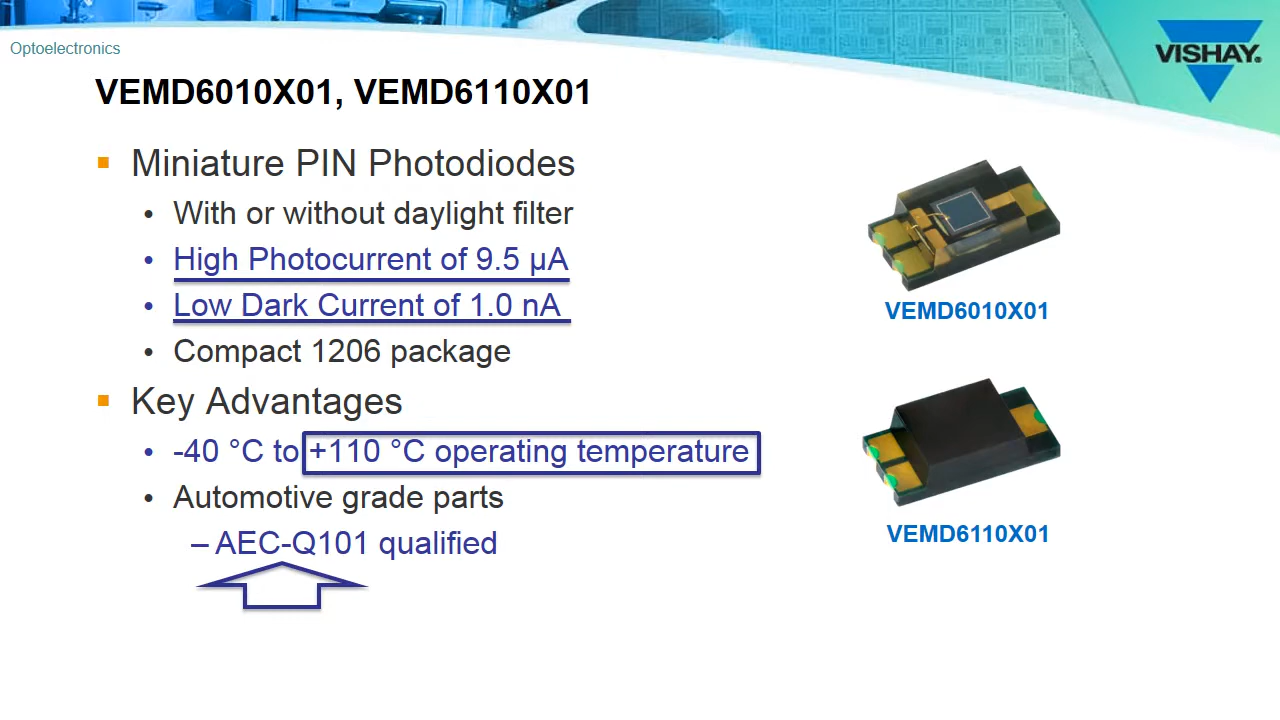 Optoelectronics
VISHAY®
VEMD6010X01, VEMD6110X01
Miniature PIN Photodiodes
With or without daylight filter
High Photocurrent of 9.5 µA
Low Dark Current of 1.0 nA
Compact 1206 package
Key Advantages
-40 °C to +110 °C operating temperature
Automotive grade parts
– AEC-Q101 qualified
VEMD6010X01
VEMD6110X01